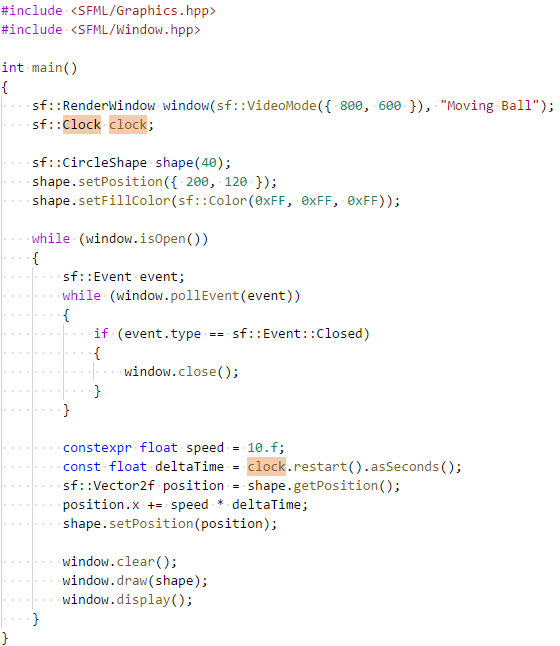 #include <SFML/Graphics.hpp>
#include <SFML/Window.hpp>
int main()
{
sf::RenderWindow window(sf::VideoMode({ 800, 600 }), "Moving Ball");
sf::Clock clock;
sf::CircleShape shape(40);
shape.setPosition({ 200, 120 });
shape.setFillColor(sf::Color(0xFF, 0xFF, 0xFF));
while (window.isOpen())
{
sf::Event event;
while (window.pollEvent(event))
{
if (event.type == sf::Event::Closed)
{
window.close();
}
}
constexpr float speed = 10.f;
const float deltaTime = clock.restart().asSeconds();
sf::Vector2f position = shape.getPosition();
position.x += speed * deltaTime;
shape.setPosition(position);
window.clear();
window.draw(shape);
window.display();
}
}